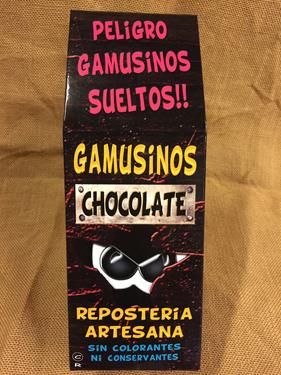 PELiGRO
GAMUSiNOS
SUELTOS!!
GAMUSiNOS
CHOCOLATE
REPOSTERiA
ARTESANA
SiN COLORANTES
Ni CONSERVANTES
C
R